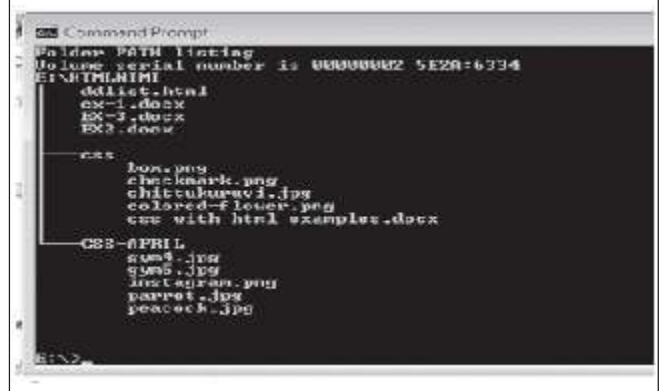 Command Prompt
Folder PATH listing
Volume serial number is 00000002 5E2A:6334
E:\HTMLNIMI
ddlist.html
ex-1.docx
EX-3.docx
EX3.docx
css
box.png
checkmark.png
chittukuruvi.jpg
colored-flower.png
css with html examples.docx
CSS-APRIL
gym4.jpg
gym5.jpg
instagram.png
parrot.jpg
peacock.jpg
E:\>_